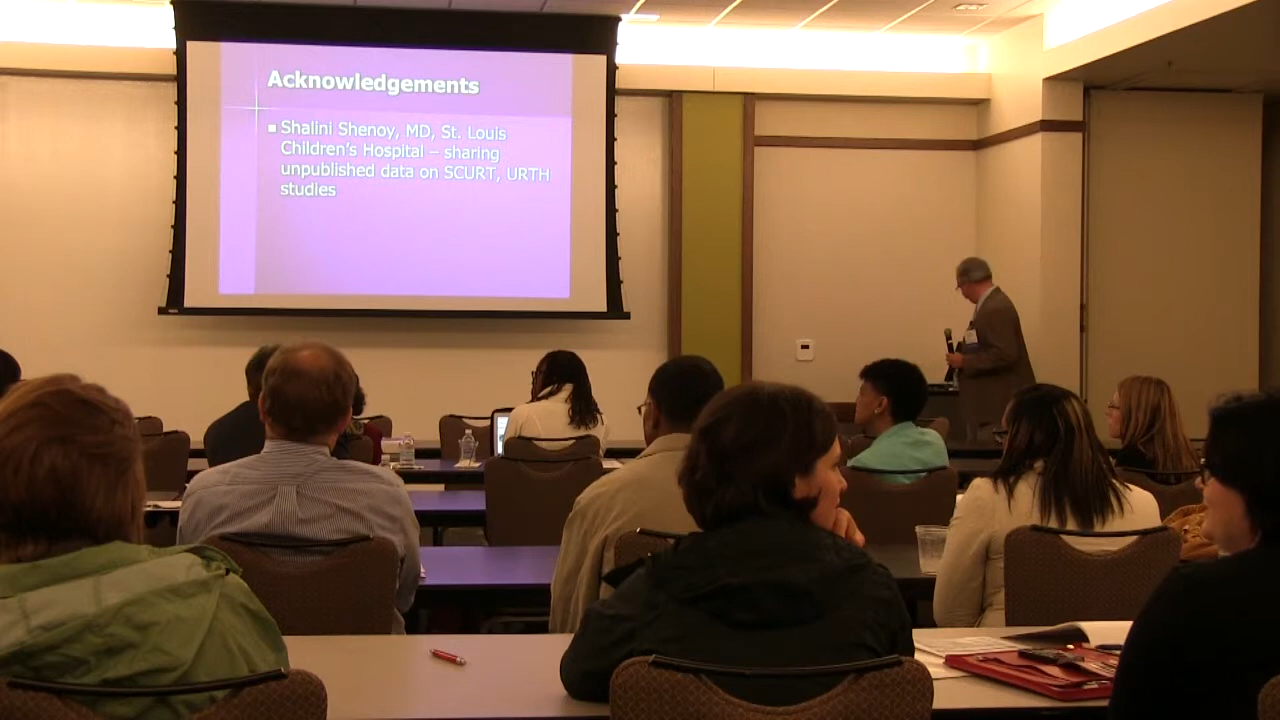 Acknowledgements
Shalini Shenoy, MD, St. Louis
Children's Hospital – sharing
unpublished data on SCURT, URTH
studies